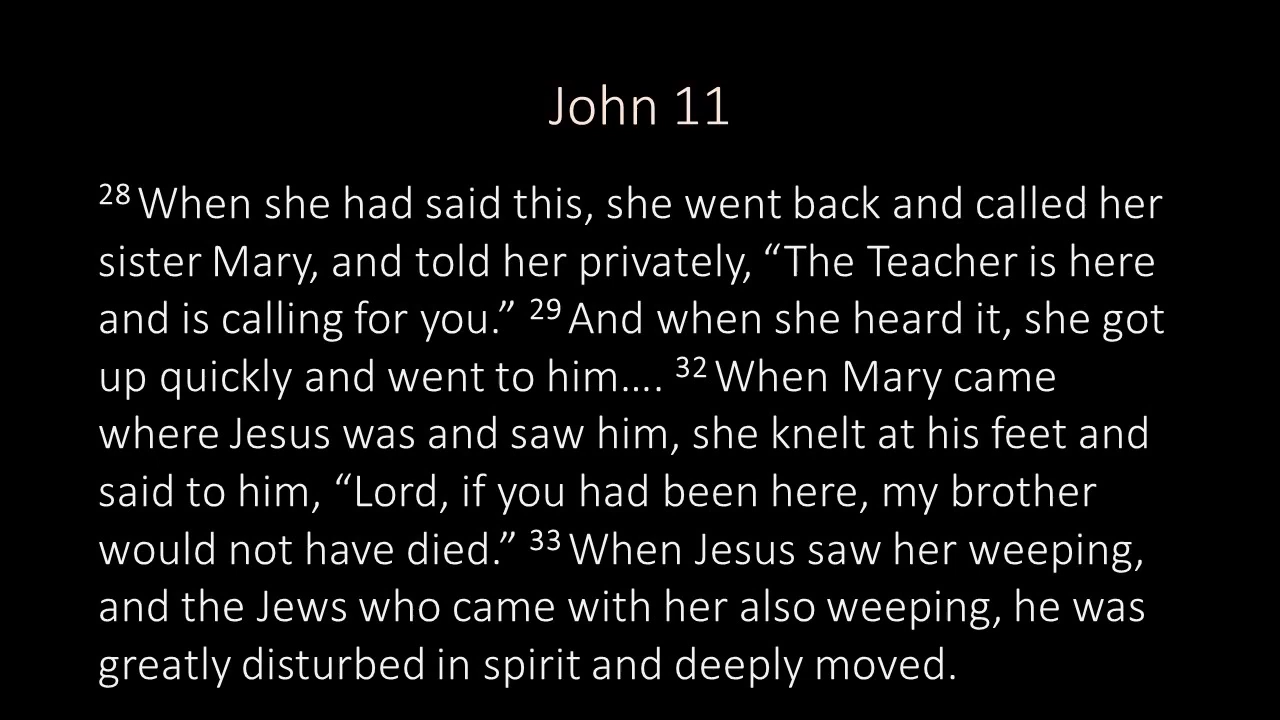 John 11
28 When she had said this, she went back and called her
sister Mary, and told her privately, “The Teacher is here
and is calling for you.” 29 And when she heard it, she got
up quickly and went to him…. 32 When Mary came
where Jesus was and saw him, she knelt at his feet and
said to him, “Lord, if you had been here, my brother
would not have died.” 33 When Jesus saw her weeping,
and the Jews who came with her also weeping, he was
greatly disturbed in spirit and deeply moved.